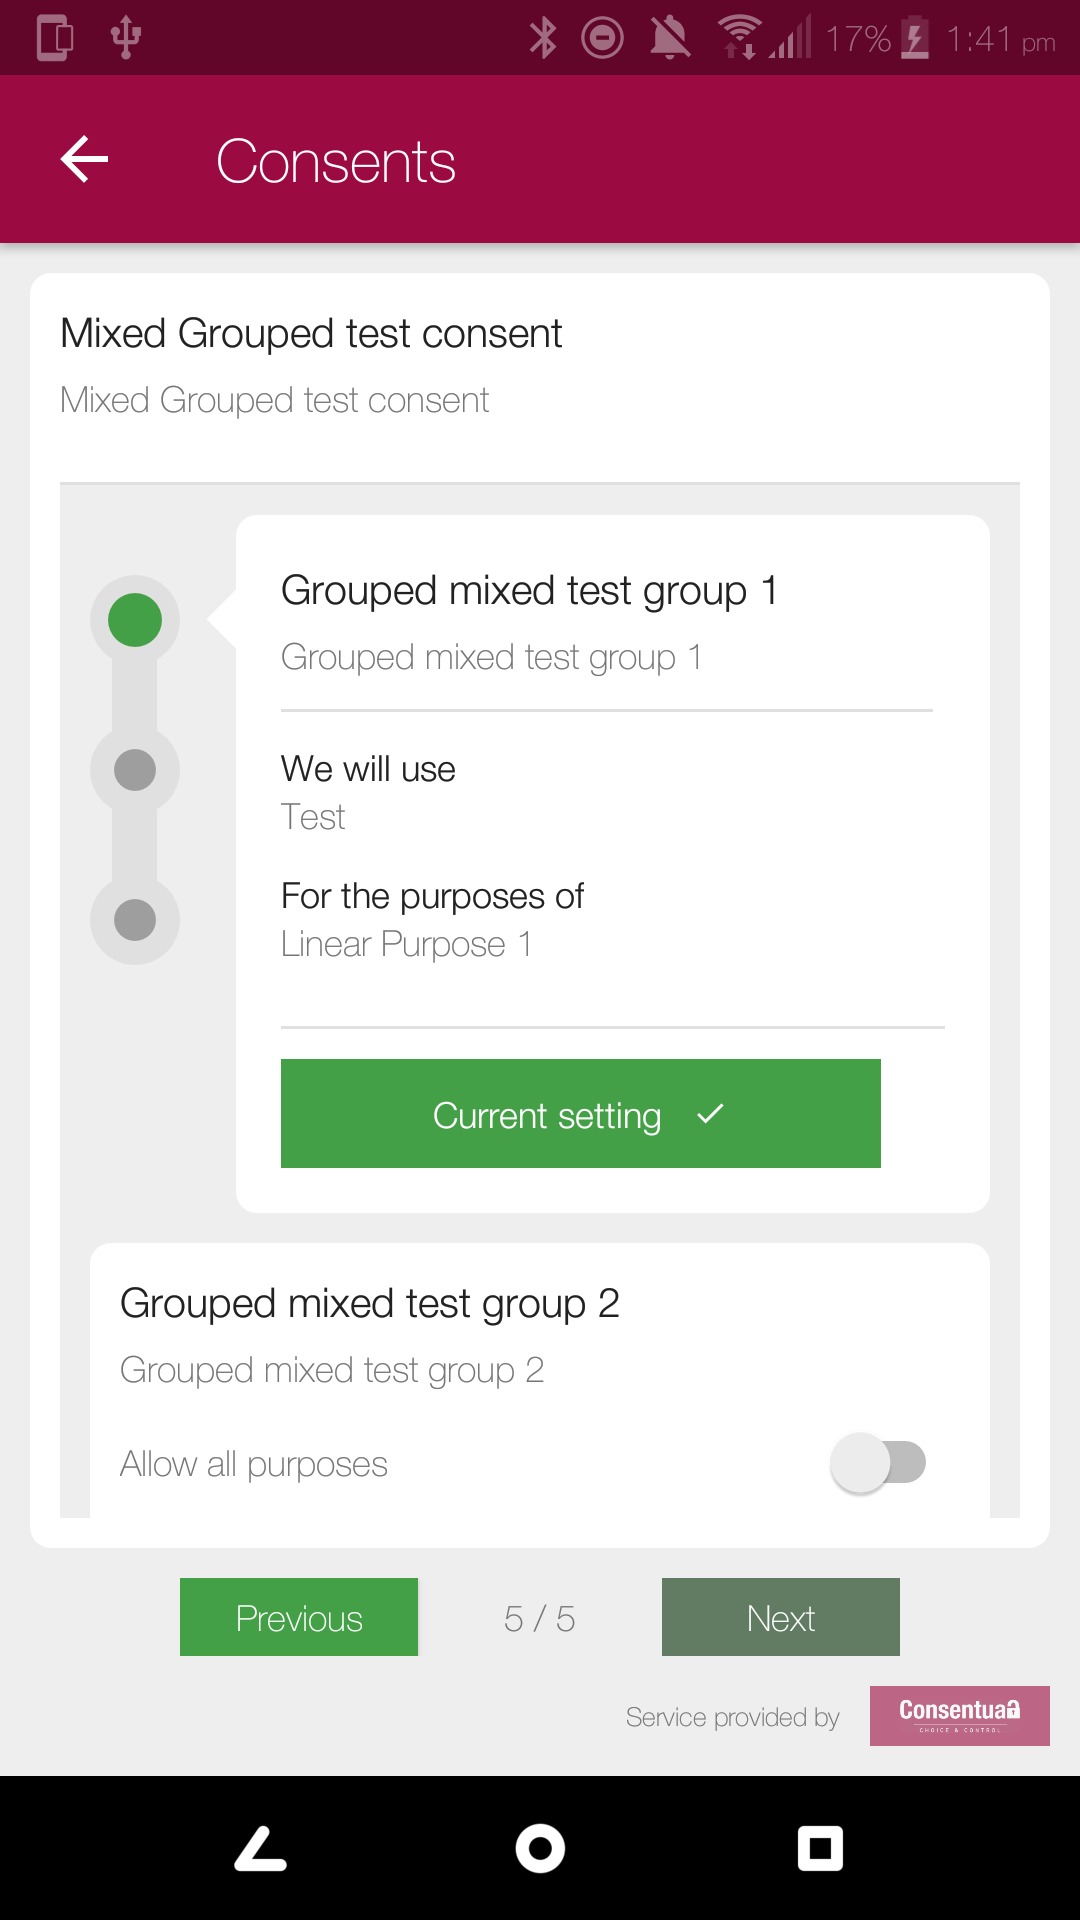 17% 1:41 pm
Consents
Mixed Grouped test consent
Mixed Grouped test consent
Grouped mixed test group 1
Grouped mixed test group 1
We will use
Test
For the purposes of
Linear Purpose 1
Current setting
Grouped mixed test group 2
Grouped mixed test group 2
Allow all purposes
Previous 5 / 5 Next
Service provided by Consentua
CHOICE & CONTROL